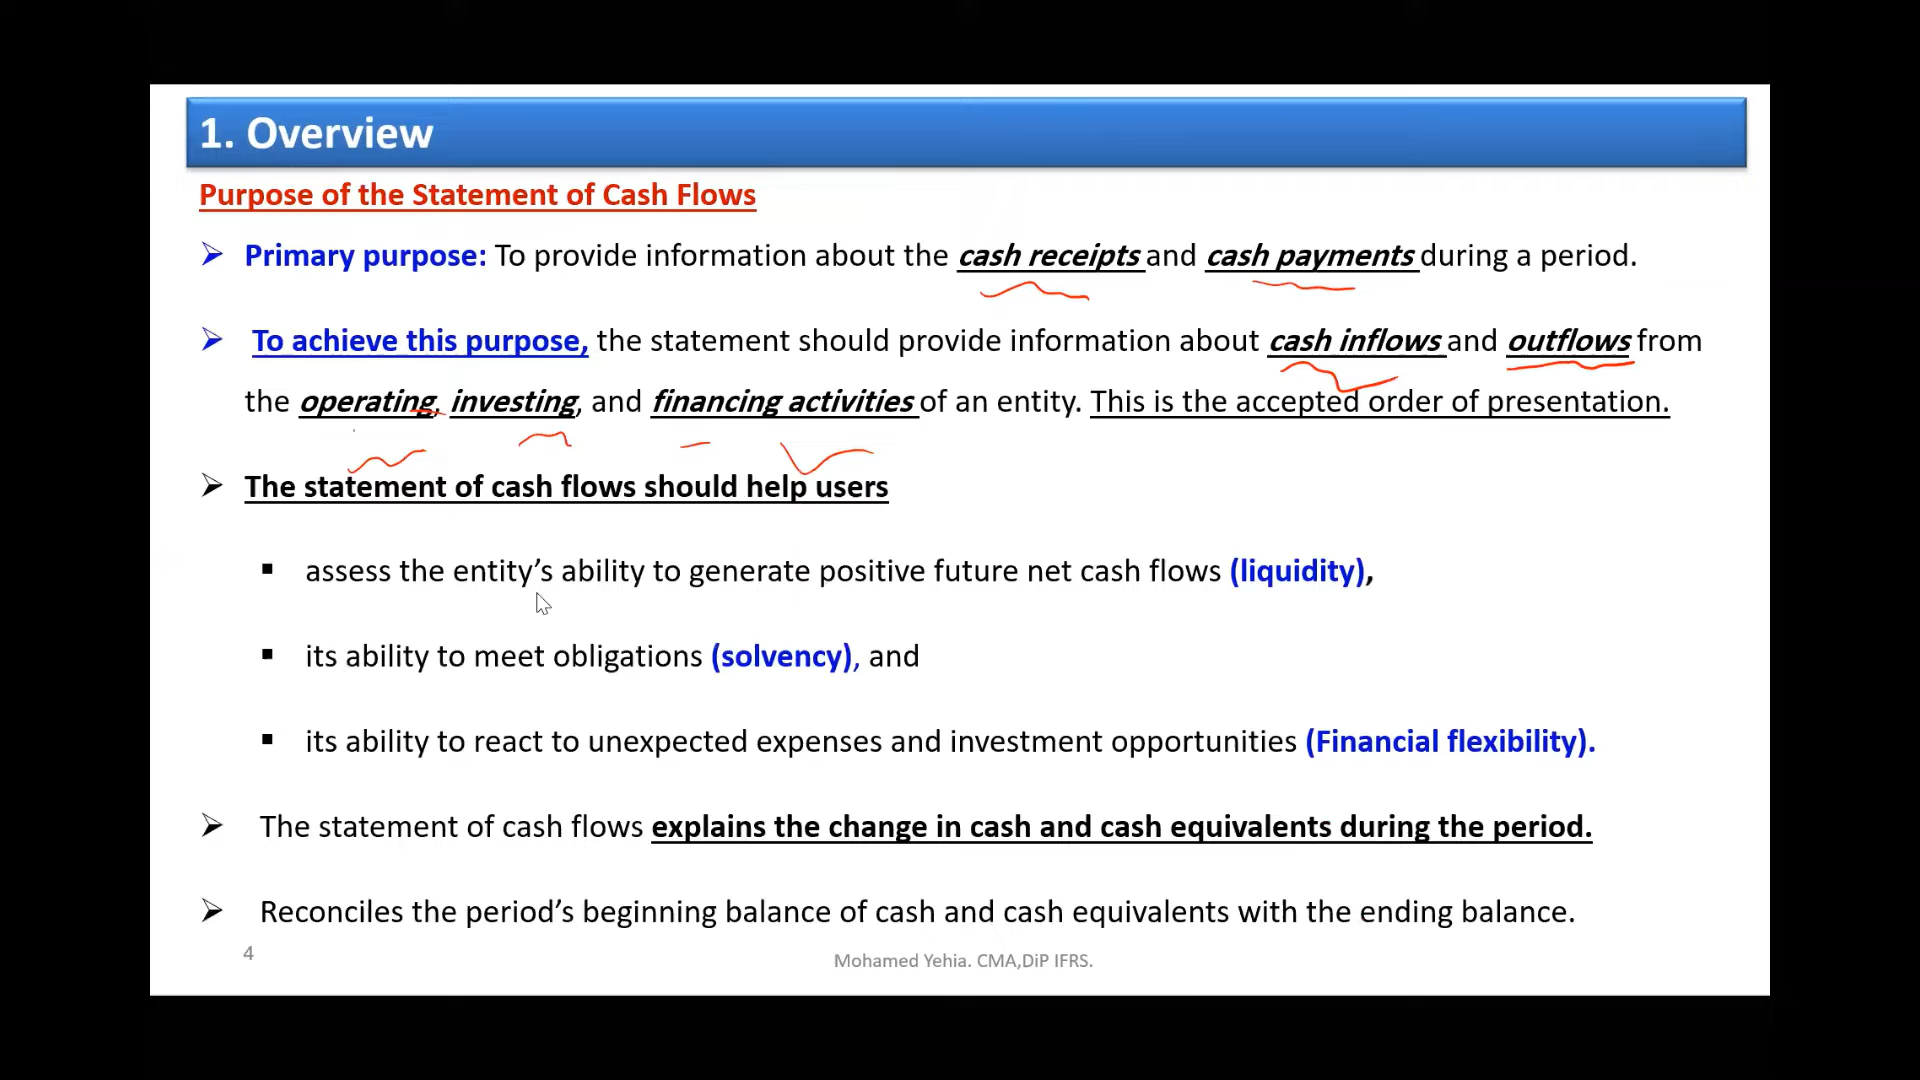 1. Overview
Purpose of the Statement of Cash Flows
Primary purpose: To provide information about the cash receipts and cash payments during a period.
To achieve this purpose, the statement should provide information about cash inflows and outflows from
the operating, investing, and financing activities of an entity. This is the accepted order of presentation.
The statement of cash flows should help users
assess the entity’s ability to generate positive future net cash flows (liquidity),
its ability to meet obligations (solvency), and
its ability to react to unexpected expenses and investment opportunities (Financial flexibility).
The statement of cash flows explains the change in cash and cash equivalents during the period.
Reconciles the period’s beginning balance of cash and cash equivalents with the ending balance.
4
Mohamed Yehia. CMA,DiP IFRS.